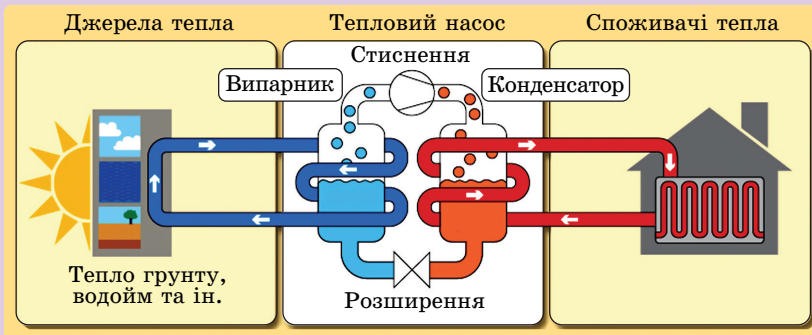 Джерела тепла
Тепловий насос
Споживачі тепла
Стиснення
Випарник
Конденсатор
Тепло грунту,
водойм та ін.
Розширення